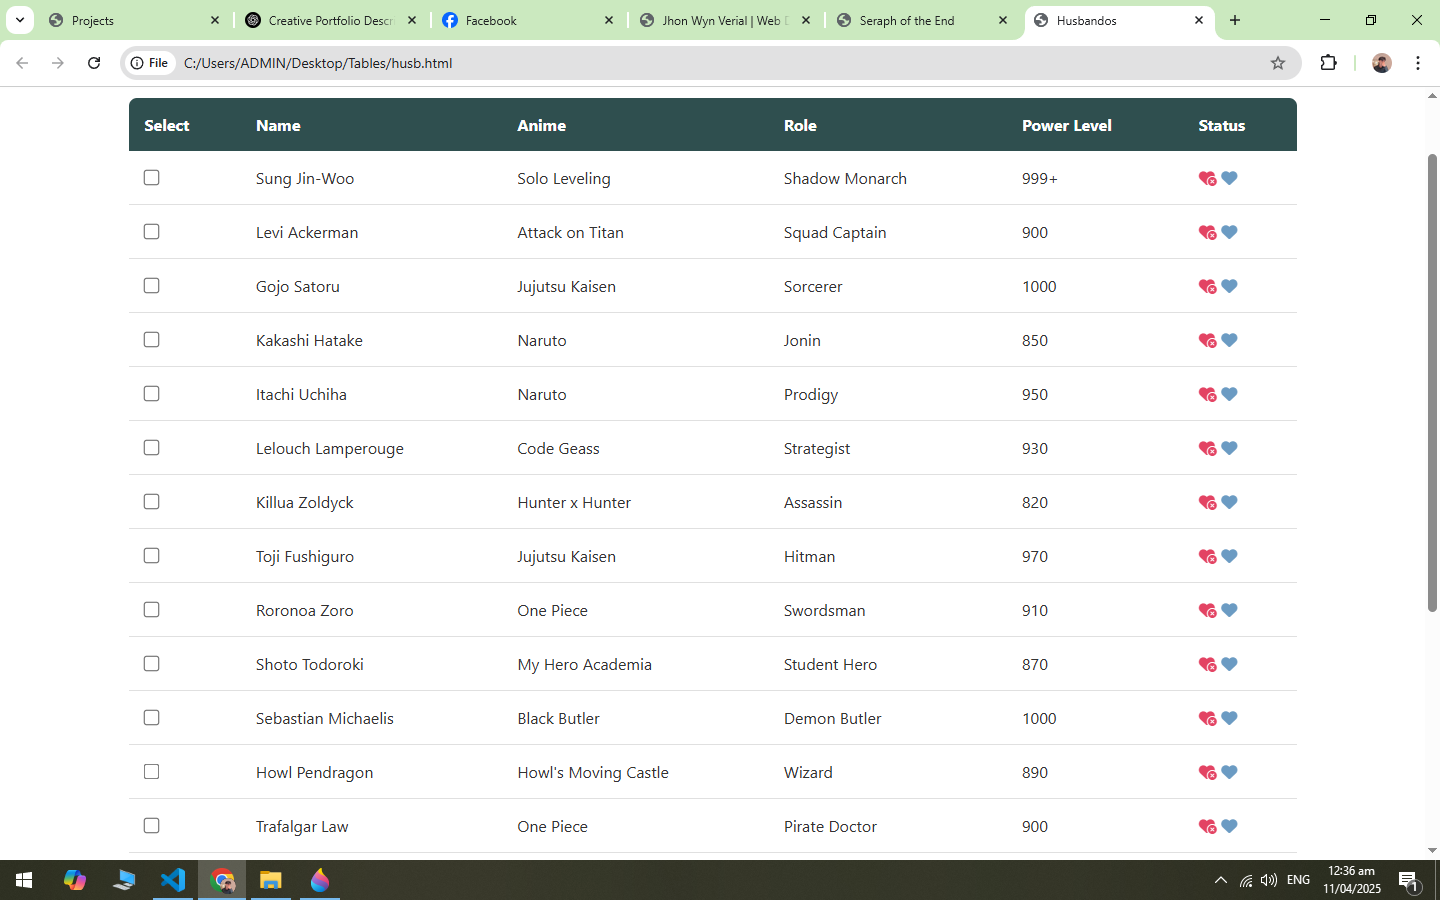 Projects
Creative Portfolio Descri
Facebook
Jhon Wyn Verial | Web D
Seraph of the End
Husbandos
File C:/Users/ADMIN/Desktop/Tables/husb.html
Select Name Anime Role Power Level Status
Sung Jin-Woo Solo Leveling Shadow Monarch 999+
Levi Ackerman Attack on Titan Squad Captain 900
Gojo Satoru Jujutsu Kaisen Sorcerer 1000
Kakashi Hatake Naruto Jonin 850
Itachi Uchiha Naruto Prodigy 950
Lelouch Lamperouge Code Geass Strategist 930
Killua Zoldyck Hunter x Hunter Assassin 820
Toji Fushiguro Jujutsu Kaisen Hitman 970
Roronoa Zoro One Piece Swordsman 910
Shoto Todoroki My Hero Academia Student Hero 870
Sebastian Michaelis Black Butler Demon Butler 1000
Howl Pendragon Howl's Moving Castle Wizard 890
Trafalgar Law One Piece Pirate Doctor 900
ENG
12:36 am
11/04/2025
1